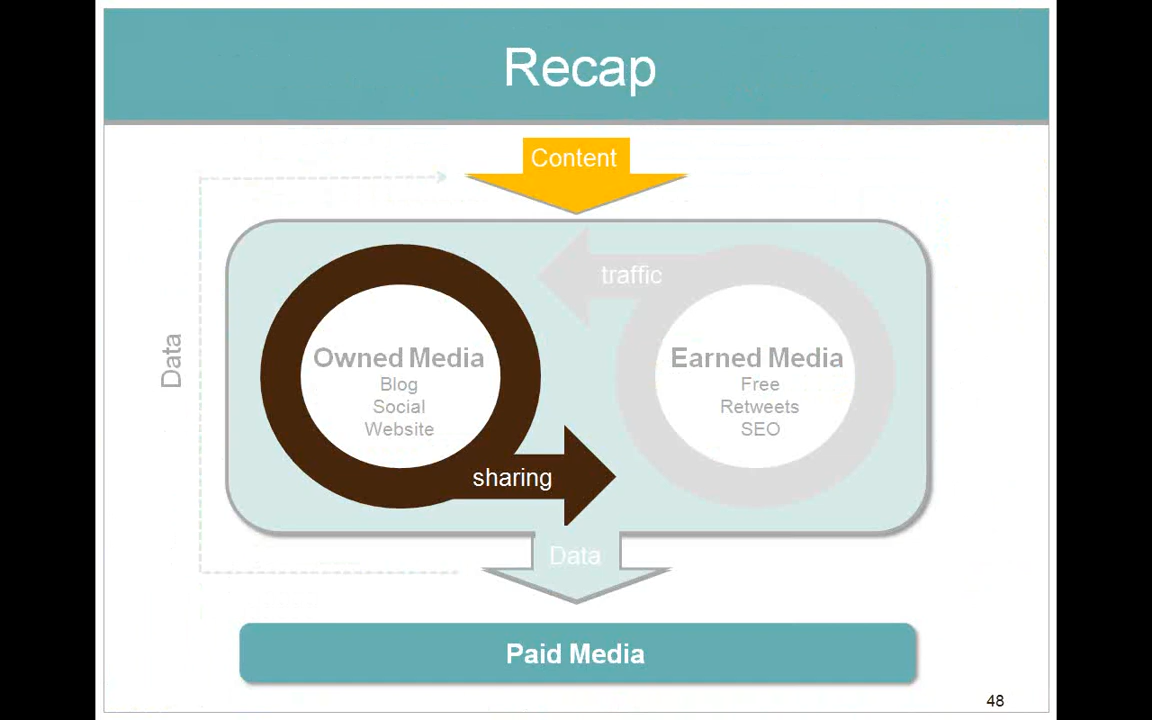 Recap
Content
traffic
Data
Owned Media
Blog
Social
Website
Earned Media
Free
Retweets
SEO
sharing
Data
Paid Media
48